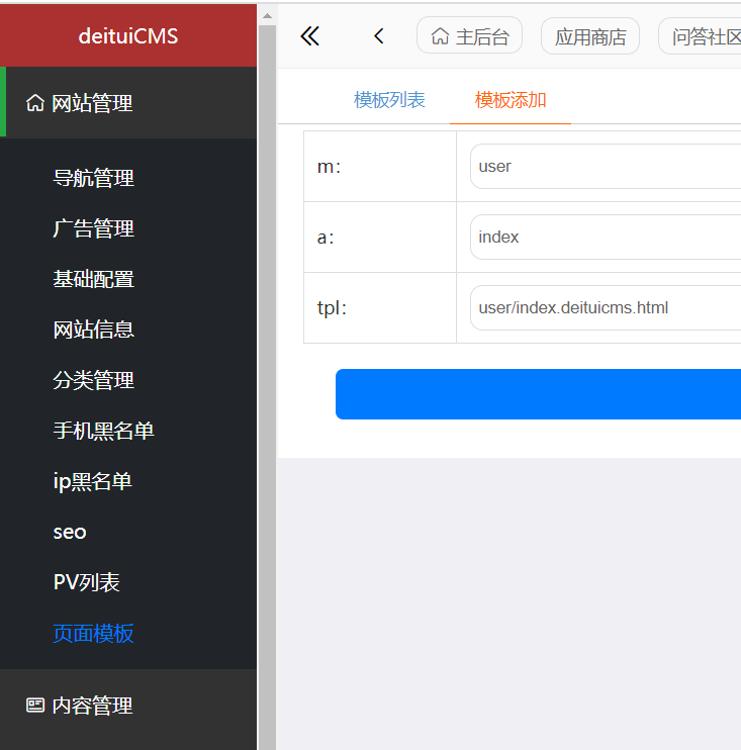 deituiCMS
网站管理
导航管理
广告管理
基础配置
网站信息
分类管理
手机黑名单
ip黑名单
seo
PV列表
页面模板
内容管理
主后台 应用商店 问答社区
模板列表 模板添加
m: user
a: index
tpl: user/index.deituicms.html